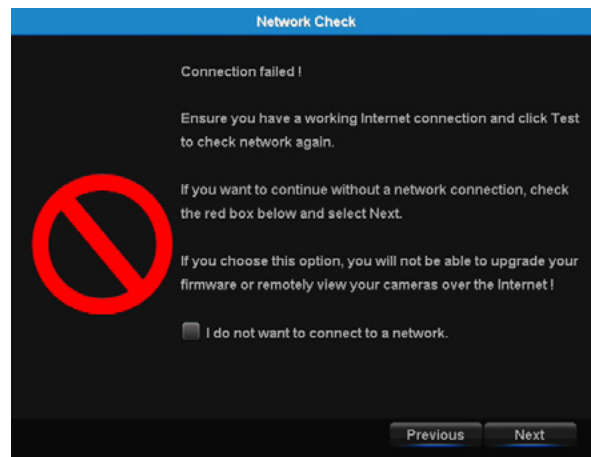 Network Check
Connection failed !
Ensure you have a working Internet connection and click Test
to check network again.
If you want to continue without a network connection, check
the red box below and select Next.
If you choose this option, you will not be able to upgrade your
firmware or remotely view your cameras over the Internet !
I do not want to connect to a network.
Previous Next